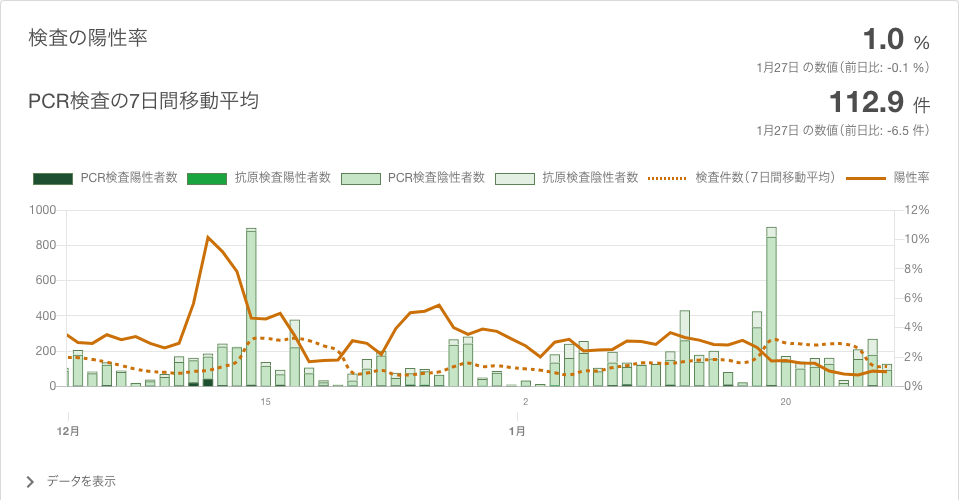 検査の陽性率
1.0 %
1月27日 の数値（前日比: -0.1 %）
PCR検査の7日間移動平均
112.9 件
1月27日 の数値（前日比: -6.5 件）
PCR検査陽性者数 抗原検査陽性者数 PCR検査陰性者数 抗原検査陰性者数 検査件数（7日間移動平均） 陽性率
1000 12%
10%
800
8%
600
6%
400
4%
200 2%
0 0%
15 2 20
12月 1月
データを表示